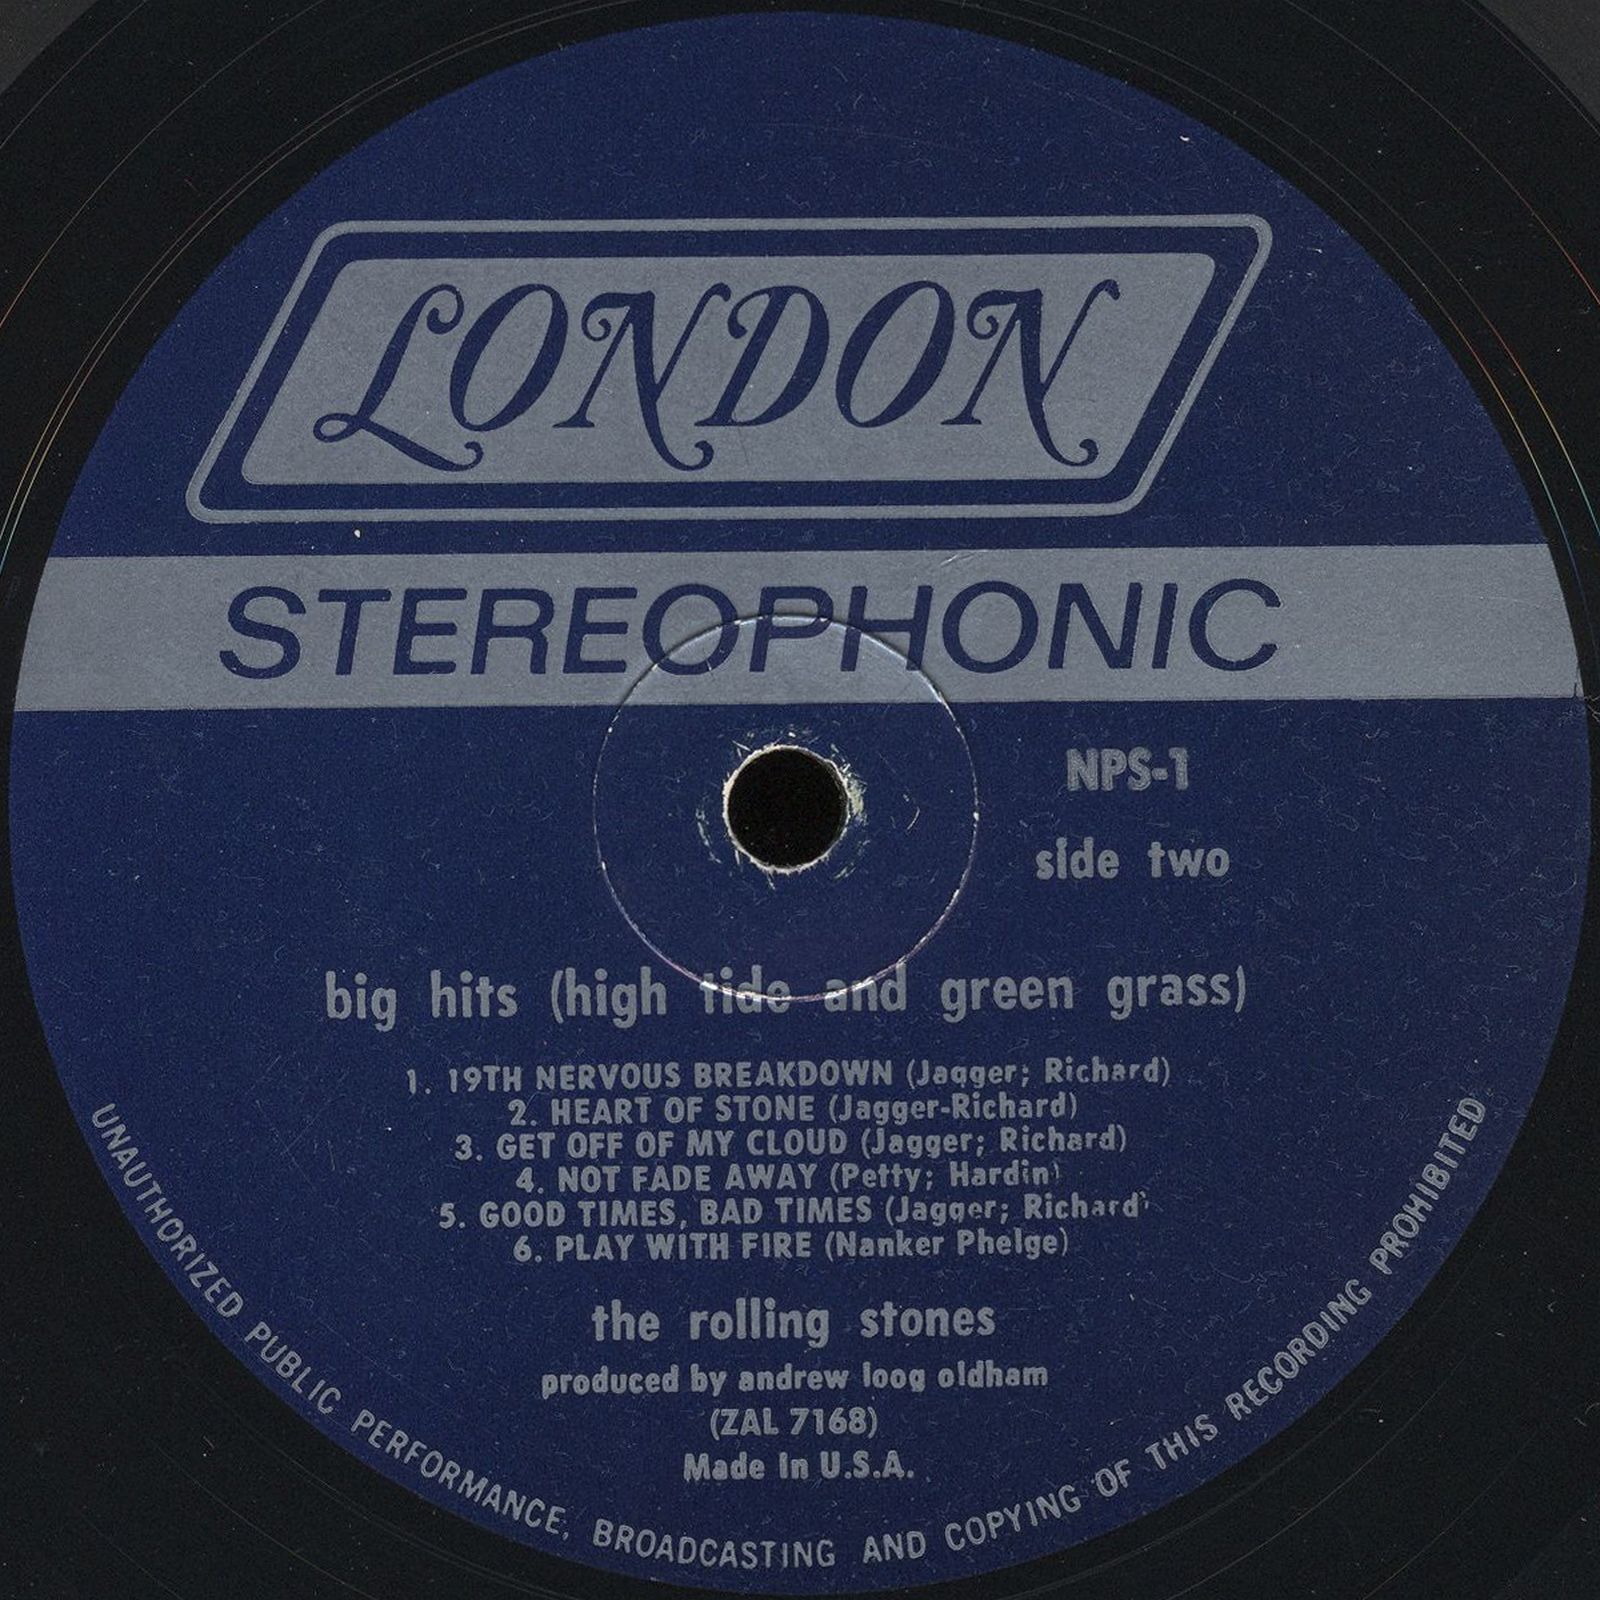 LONDON
STEREOPHONIC
NPS-1
side two
big hits (high tide and green grass)
1. 19TH NERVOUS BREAKDOWN (Jagger; Richard)
2. HEART OF STONE (Jagger-Richard)
3. GET OFF OF MY CLOUD (Jagger; Richard)
4. NOT FADE AWAY (Petty; Hardin)
5. GOOD TIMES, BAD TIMES (Jagger; Richard)
6. PLAY WITH FIRE (Nanker Phelge)
the rolling stones
produced by andrew loog oldham
(ZAL 7168)
Made In U.S.A.
UNAUTHORIZED PUBLIC PERFORMANCE, BROADCASTING AND COPYING OF THIS RECORDING PROHIBITED